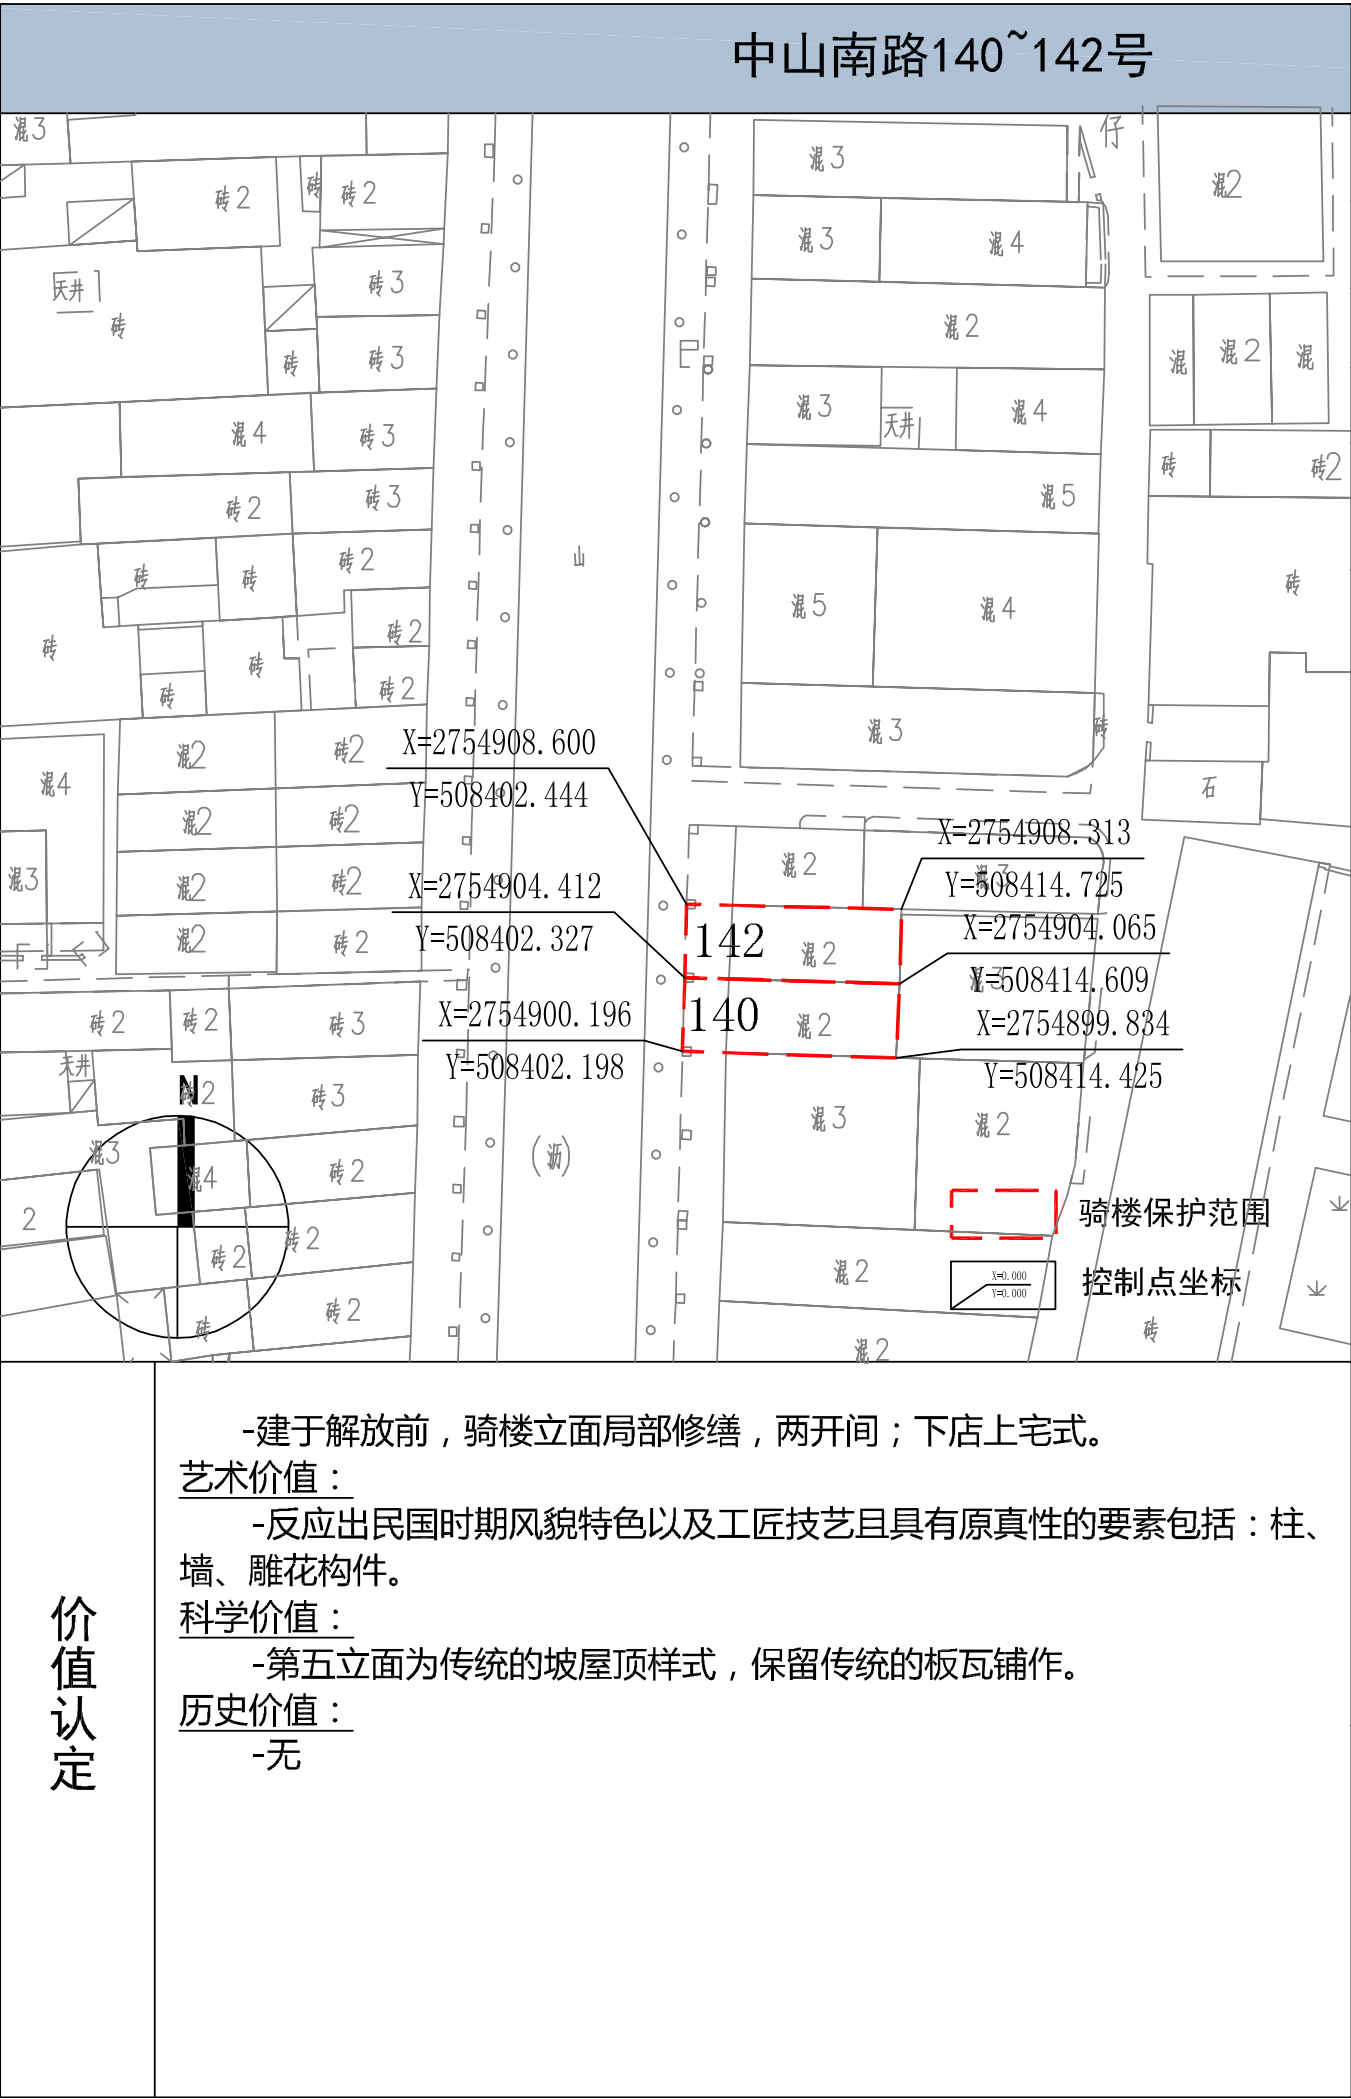 中山南路140~142号
混3
仔
混3
混2
砖2
砖
砖2
混3
混4
天井1
砖
砖3
混2
砖
砖3
混
混2
混
混3
天井
混4
混4
砖3
砖
砖2
砖2
砖3
混5
砖
砖
砖2
山
砖
混5
混4
砖
砖
砖2
砖
砖2
混3
砖
混2
砖2
X=2754908.600
Y=508402.444
混4
石
混2
砖2
X=2754908.313
Y=508414.725
混2
混3
混3
混2
砖2
X=2754904.412
Y=508402.327
142
混2
X=2754904.065
Y=508414.609
混2
砖2
混3
140
混2
X=2754900.196
Y=508402.198
X=2754899.834
Y=508414.425
砖2
砖2
砖3
天井
N
砖2
砖3
混3
混2
混3
(沥)
混4
砖2
2
砖2
砖2
骑楼保护范围
混2
X=0.000
Y=0.000
控制点坐标
砖
砖2
砖
混2
价值认定
-建于解放前，骑楼立面局部修缮，两开间；下店上宅式。
艺术价值：
-反应出民国时期风貌特色以及工匠技艺且具有原真性的要素包括：柱、
墙、雕花构件。
科学价值：
-第五立面为传统的坡屋顶样式，保留传统的板瓦铺作。
历史价值：
-无